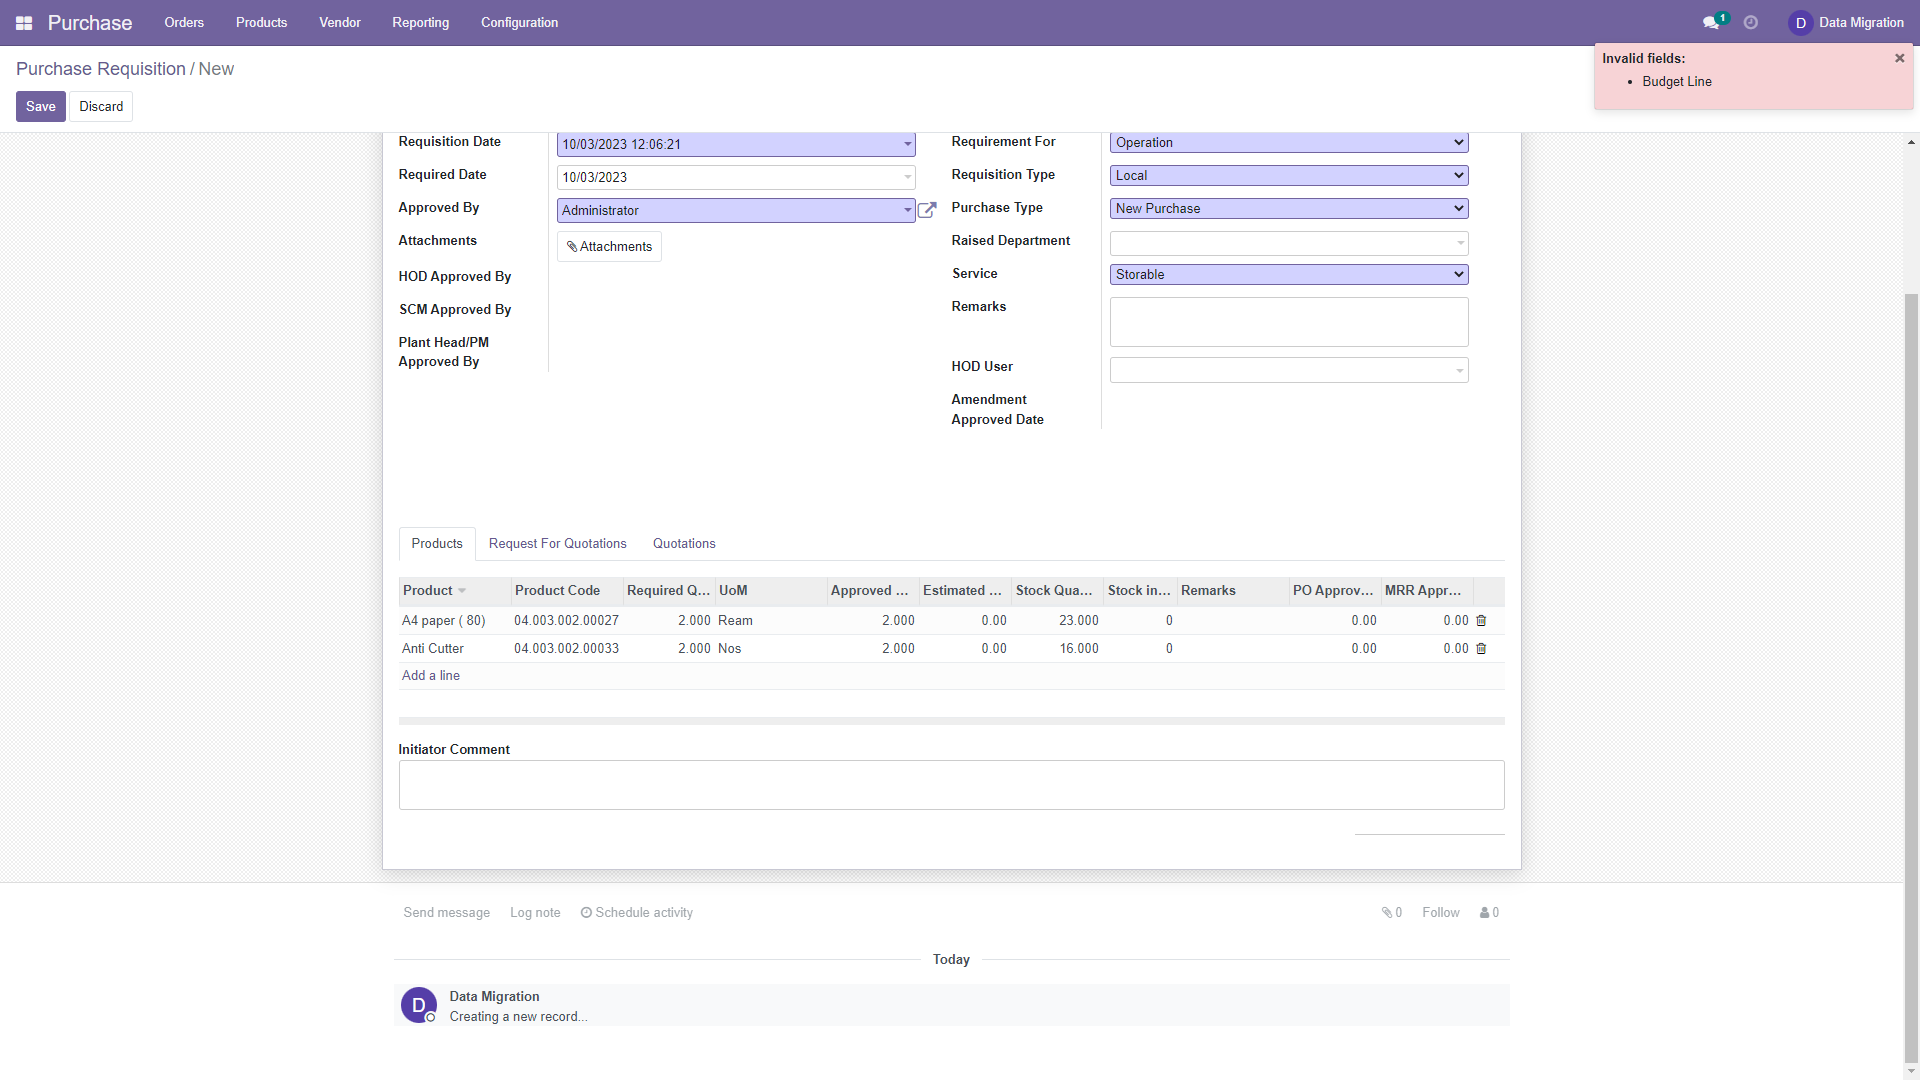 Purchase Orders Products Vendor Reporting Configuration 1 D Data Migration
Purchase Requisition / New
Save Discard
Invalid fields:
Budget Line
Requisition Date 10/03/2023 12:06:21
Required Date 10/03/2023
Approved By Administrator
Attachments Attachments
HOD Approved By
SCM Approved By
Plant Head/PM
Approved By
Requirement For Operation
Requisition Type Local
Purchase Type New Purchase
Raised Department
Service Storable
Remarks
HOD User
Amendment
Approved Date
Products Request For Quotations Quotations
Product Product Code Required Q... UoM Approved ... Estimated ... Stock Qua... Stock in... Remarks PO Approv... MRR Appr...
A4 paper ( 80) 04.003.002.00027 2.000 Ream 2.000 0.00 23.000 0 0.00 0.00
Anti Cutter 04.003.002.00033 2.000 Nos 2.000 0.00 16.000 0 0.00 0.00
Add a line
Initiator Comment
Send message Log note Schedule activity 0 Follow 0
Today
D Data Migration
Creating a new record...